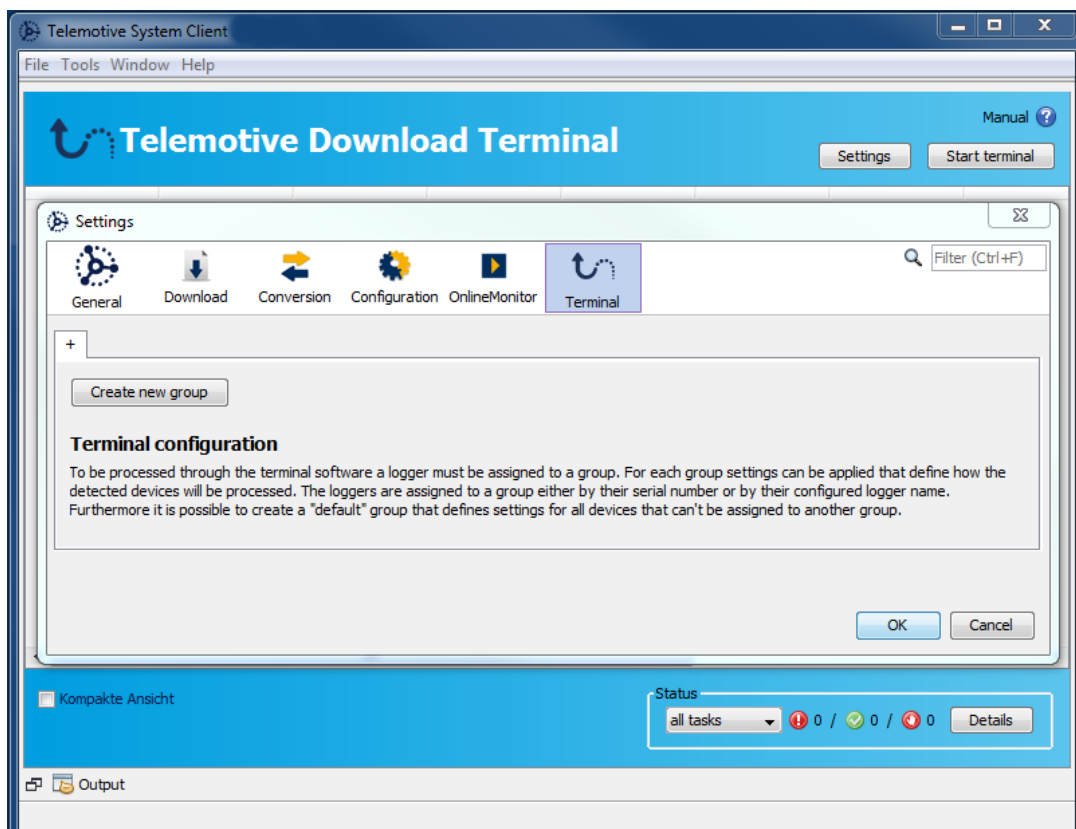 Telemotive System Client
File Tools Window Help
Telemotive Download Terminal
Manual
Settings
Start terminal
Settings
General
Download
Conversion
Configuration
OnlineMonitor
Terminal
Filter (Ctrl+F)
+
Create new group
Terminal configuration
To be processed through the terminal software a logger must be assigned to a group. For each group settings can be applied that define how the
detected devices will be processed. The loggers are assigned to a group either by their serial number or by their configured logger name.
Furthermore it is possible to create a "default" group that defines settings for all devices that can't be assigned to another group.
OK
Cancel
Kompakte Ansicht
Status
all tasks
0 / 0 / 0
Details
Output